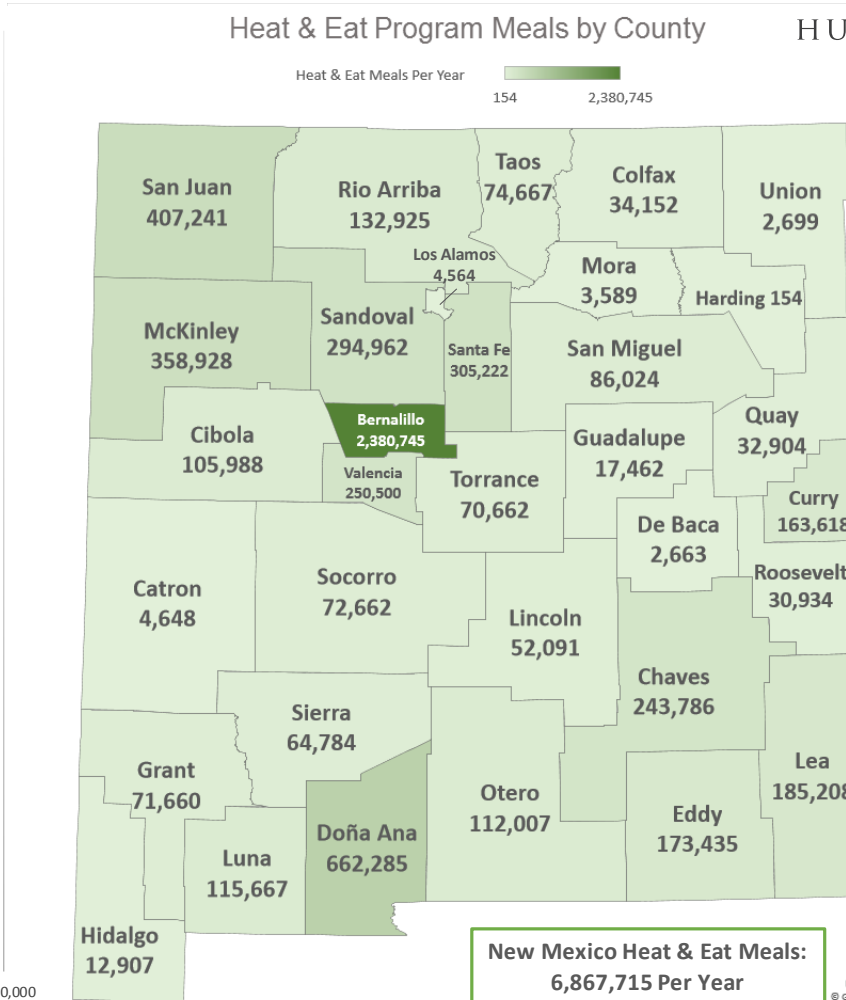 Heat & Eat Program Meals by County
HU
Heat & Eat Meals Per Year
154
2,380,745
San Juan
407,241
Rio Arriba
132,925
Taos
74,667
Colfax
34,152
Union
2,699
Los Alamos
4,564
Mora
3,589
Harding 154
McKinley
358,928
Sandoval
294,962
Santa Fe
305,222
San Miguel
86,024
Cibola
105,988
Bernalillo
2,380,745
Valencia
250,500
Torrance
70,662
Guadalupe
17,462
Quay
32,904
Curry
163,618
De Baca
2,663
Roosevelt
30,934
Catron
4,648
Socorro
72,662
Lincoln
52,091
Chaves
243,786
Sierra
64,784
Grant
71,660
Otero
112,007
Eddy
173,435
Lea
185,208
Doña Ana
662,285
Luna
115,667
Hidalgo
12,907
New Mexico Heat & Eat Meals:
6,867,715 Per Year
0,000
© G